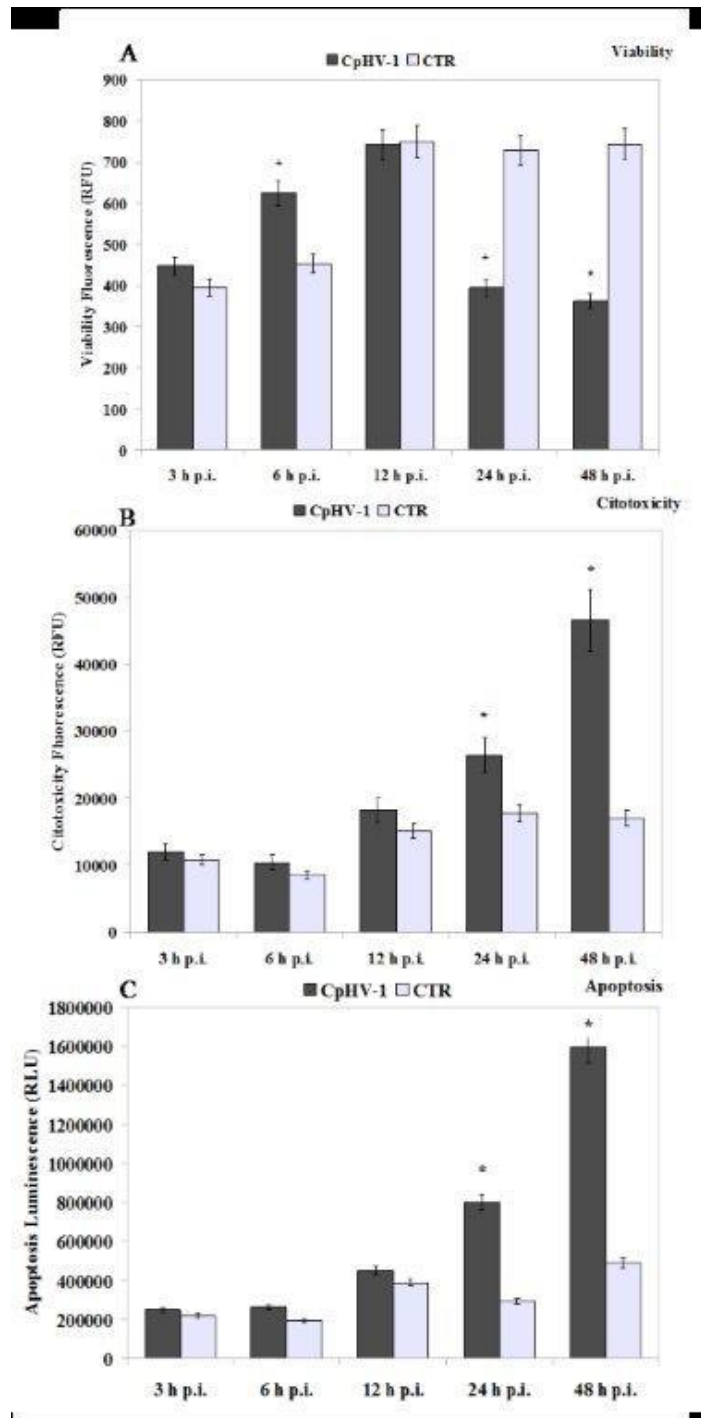 A
Viability
CpHV-1 CTR
Viability Fluorescence (RFU)
900
800
700
600
500
400
300
200
100
0
*
*
*
3 h p.i. 6 h p.i. 12 h p.i. 24 h p.i. 48 h p.i.
B
Citotoxicity
CpHV-1 CTR
Citotoxicity Fluorescence (RFU)
60000
50000
40000
30000
20000
10000
0
*
*
3 h p.i. 6 h p.i. 12 h p.i. 24 h p.i. 48 h p.i.
C
CpHV-1 CTR
Apoptosis
Apoptosis Luminescence (RLU)
1800000
1600000
1400000
1200000
1000000
800000
600000
400000
200000
0
*
*
3 h p.i. 6 h p.i. 12 h p.i. 24 h p.i. 48 h p.i.